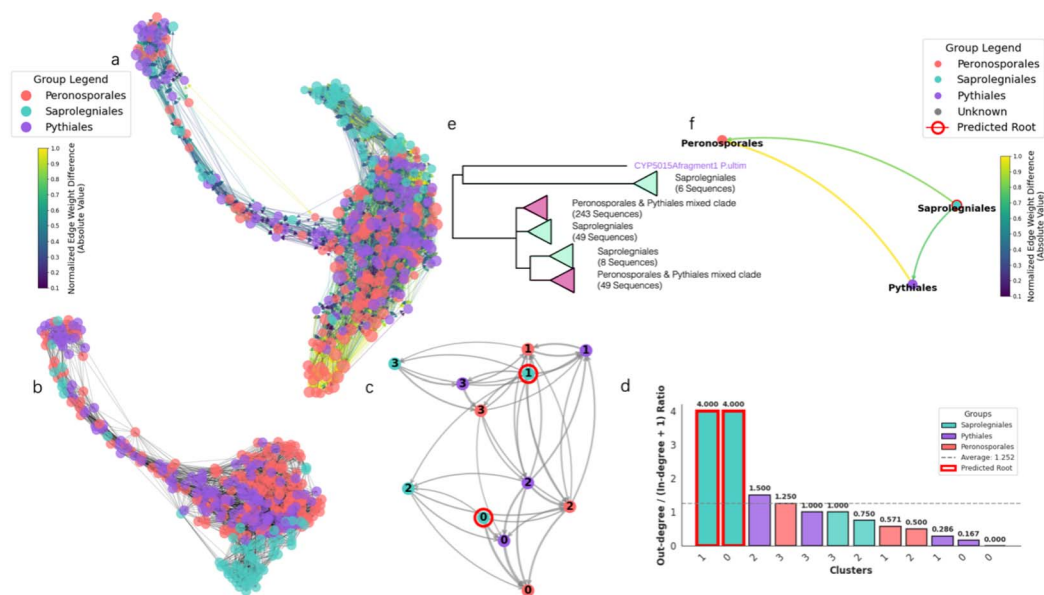 a
Group Legend
Peronosporales
Saprolegniales
Pythiales
1.0
0.9
0.8
0.7
0.6
0.5
0.4
0.3
0.2
0.1
Normalized Edge Weight Difference
(Absolute Value)
e
CYP5015Afragment1 P.ultim
Saprolegniales
(6 Sequences)
Peronosporales & Pythiales mixed clade
(243 Sequences)
Saprolegniales
(49 Sequences)
Saprolegniales
(8 Sequences)
Peronosporales & Pythiales mixed clade
(49 Sequences)
f
Group Legend
Peronosporales
Saprolegniales
Pythiales
Unknown
Predicted Root
Peronosporales
Saprolegniales
Pythiales
1.0
0.9
0.8
0.7
0.6
0.5
0.4
0.3
0.2
0.1
Normalized Edge Weight Difference
(Absolute Value)
b
c
1
1
3
1
3
3
2
2
2
0
0
0
d
Out-degree / (In-degree + 1) Ratio
4
3
2
1
0
4.000
4.000
1.500
1.250
1.000
1.000
0.750
0.571
0.500
0.286
0.167
0.000
1
0
2
3
3
3
2
1
2
1
0
0
Clusters
Groups
Saprolegniales
Pythiales
Peronosporales
Average: 1.252
Predicted Root